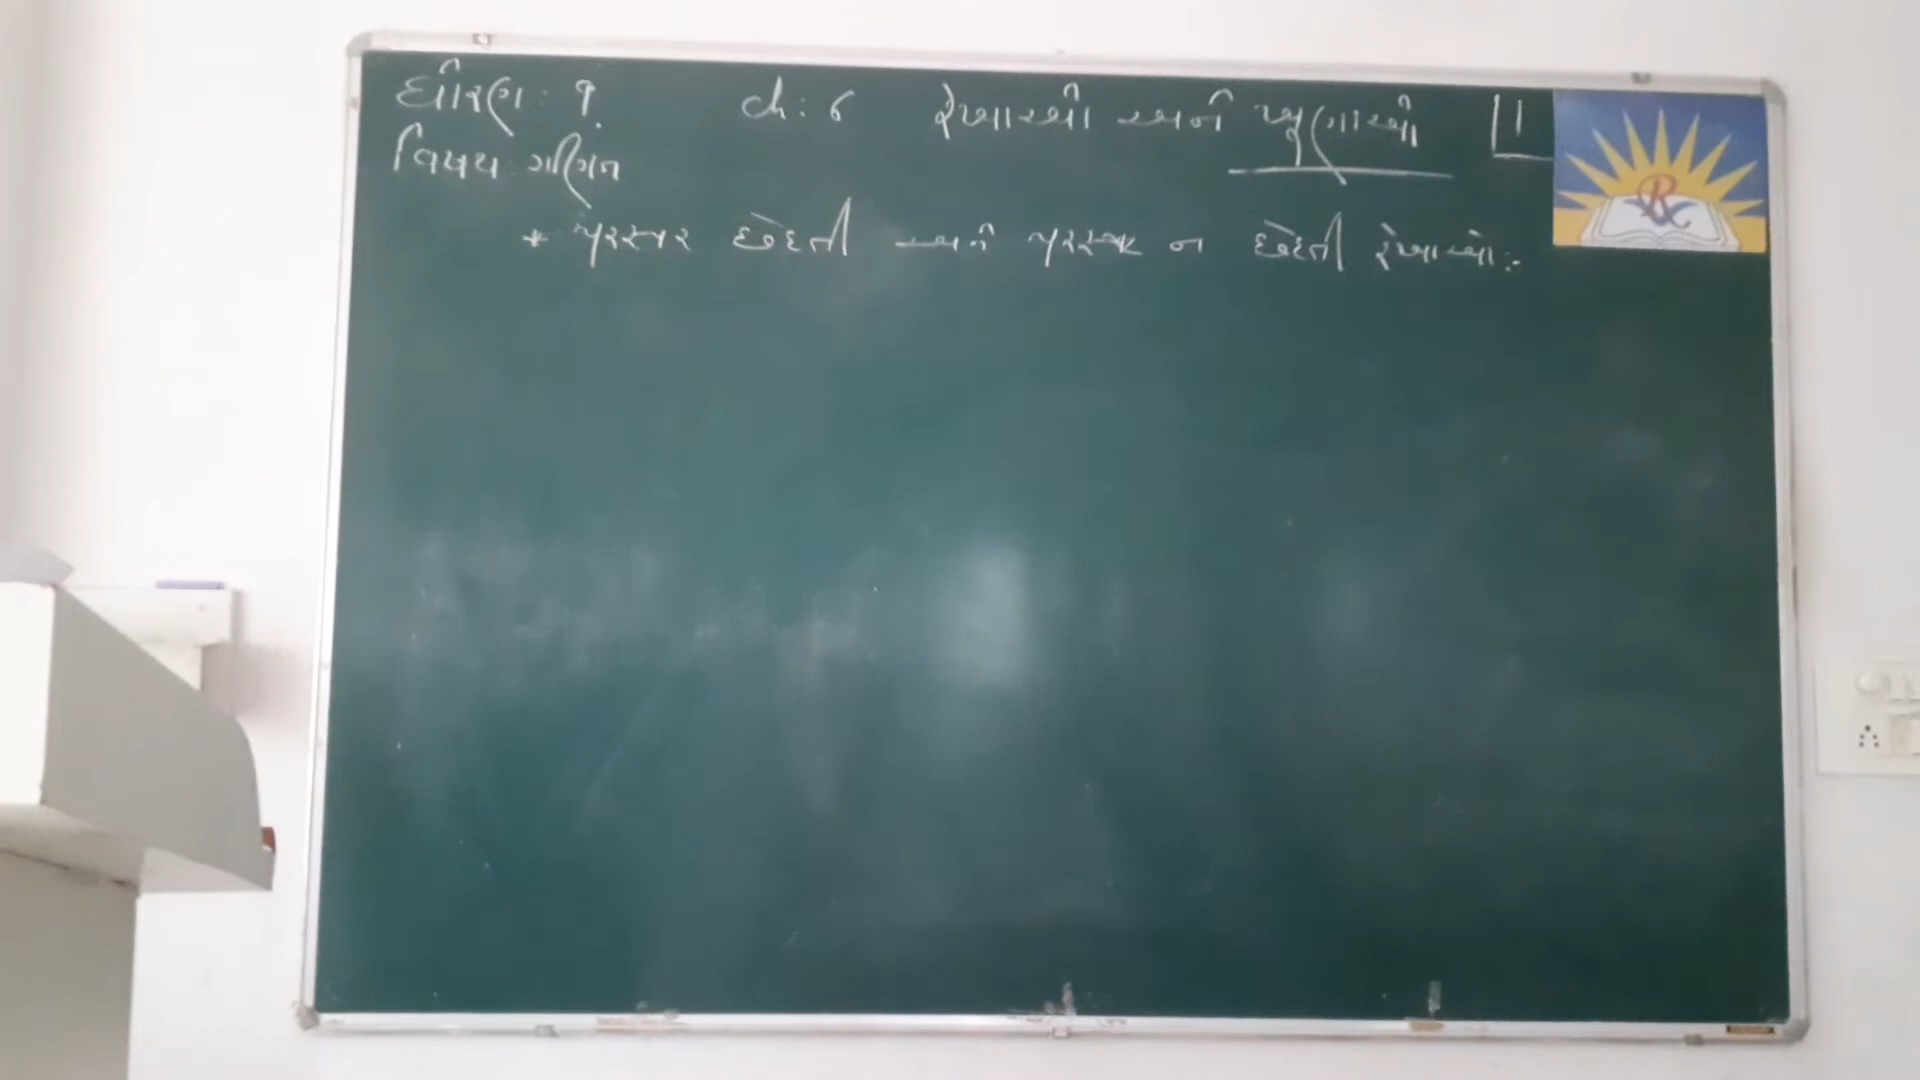 ધોરણ : ૯ ch : ૬ રેખાઓ અને ખૂણાઓ
વિષય : ગણિત
* પરસ્પર છેદતી અને પરસ્પર ન છેદતી રેખાઓ :-